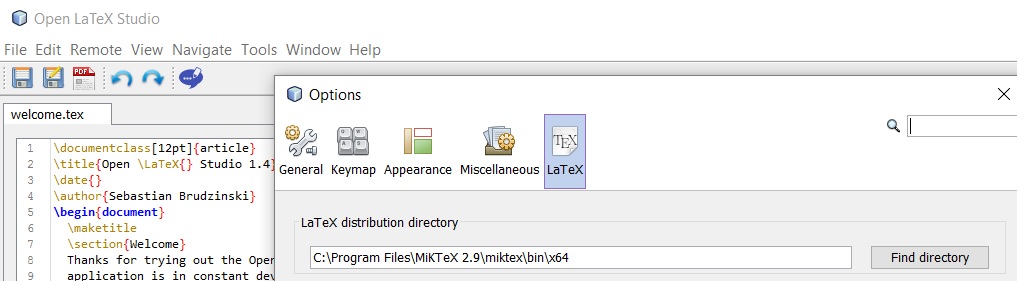 Open LaTeX Studio
File Edit Remote View Navigate Tools Window Help
PDF
Options
welcome.tex
General Keymap Appearance Miscellaneous LaTeX
1 \documentclass[12pt]{article}
2 \title{Open \LaTeX{} Studio 1.4}
3 \date{}
4 \author{Sebastian Brudzinski}
5 \begin{document}
6 \maketitle
7 \section{Welcome}
8 Thanks for trying out the Open
9 application is in constant dev
LaTeX distribution directory
C:\Program Files\MiKTeX 2.9\miktex\bin\x64
Find directory